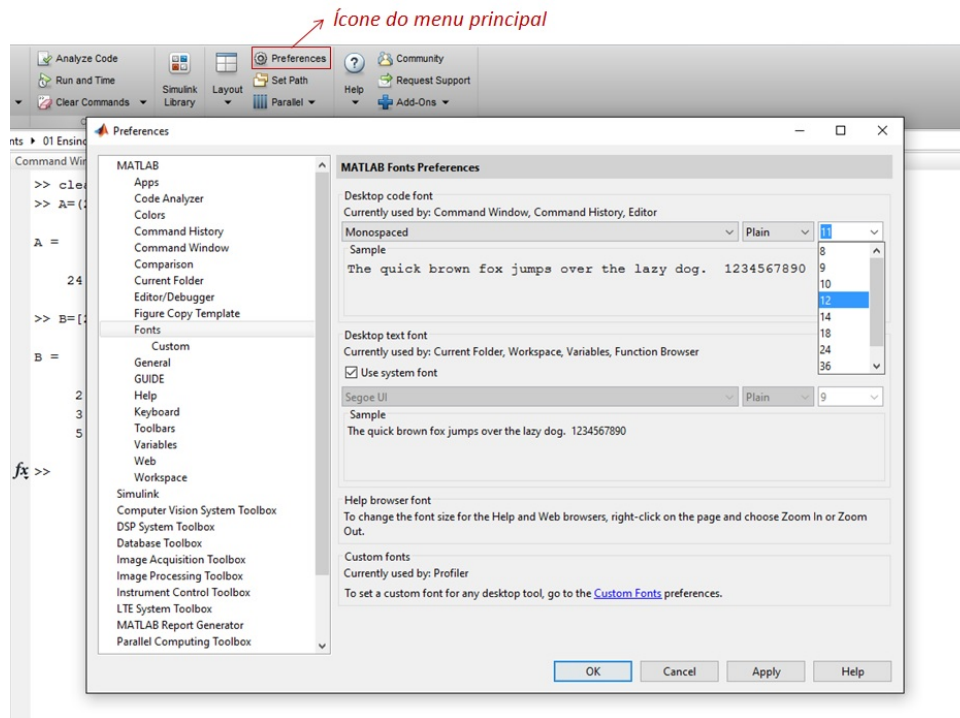 Ícone do menu principal
Analyze Code
Run and Time
Clear Commands
Simulink
Library
Layout
Preferences
Set Path
Parallel
Help
Community
Request Support
Add-Ons
nts 01 Ensino
Command Win
>> clea
>> A=(2
A =
24
>> B=[2
B =
2
3
5
fx >>
Preferences
MATLAB
Apps
Code Analyzer
Colors
Command History
Command Window
Comparison
Current Folder
Editor/Debugger
Figure Copy Template
Fonts
Custom
General
GUIDE
Help
Keyboard
Toolbars
Variables
Web
Workspace
Simulink
Computer Vision System Toolbox
DSP System Toolbox
Database Toolbox
Image Acquisition Toolbox
Image Processing Toolbox
Instrument Control Toolbox
LTE System Toolbox
MATLAB Report Generator
Parallel Computing Toolbox
MATLAB Fonts Preferences
Desktop code font
Currently used by: Command Window, Command History, Editor
Monospaced Plain 11
8
9
10
12
14
18
24
36
Sample
The quick brown fox jumps over the lazy dog. 1234567890
Desktop text font
Currently used by: Current Folder, Workspace, Variables, Function Browser
Use system font
Segoe UI Plain 9
Sample
The quick brown fox jumps over the lazy dog. 1234567890
Help browser font
To change the font size for the Help and Web browsers, right-click on the page and choose Zoom In or Zoom
Out.
Custom fonts
Currently used by: Profiler
To set a custom font for any desktop tool, go to the Custom Fonts preferences.
OK Cancel Apply Help